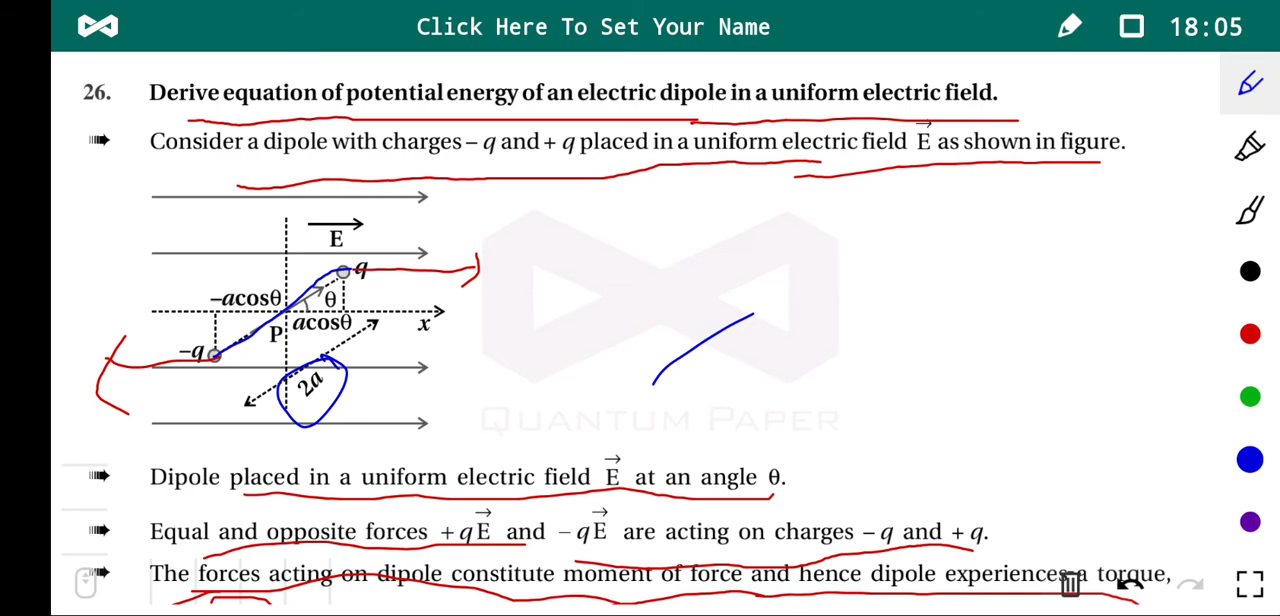 Click Here To Set Your Name
18:05
26. Derive equation of potential energy of an electric dipole in a uniform electric field.
Consider a dipole with charges – q and + q placed in a uniform electric field E⃗ as shown in figure.
E
q
–acosθ
θ
P
acosθ
x
–q
2a
QUANTUM PAPER
Dipole placed in a uniform electric field E⃗ at an angle θ.
Equal and opposite forces + qE⃗ and – qE⃗ are acting on charges – q and + q.
The forces acting on dipole constitute moment of force and hence dipole experiences a torque,